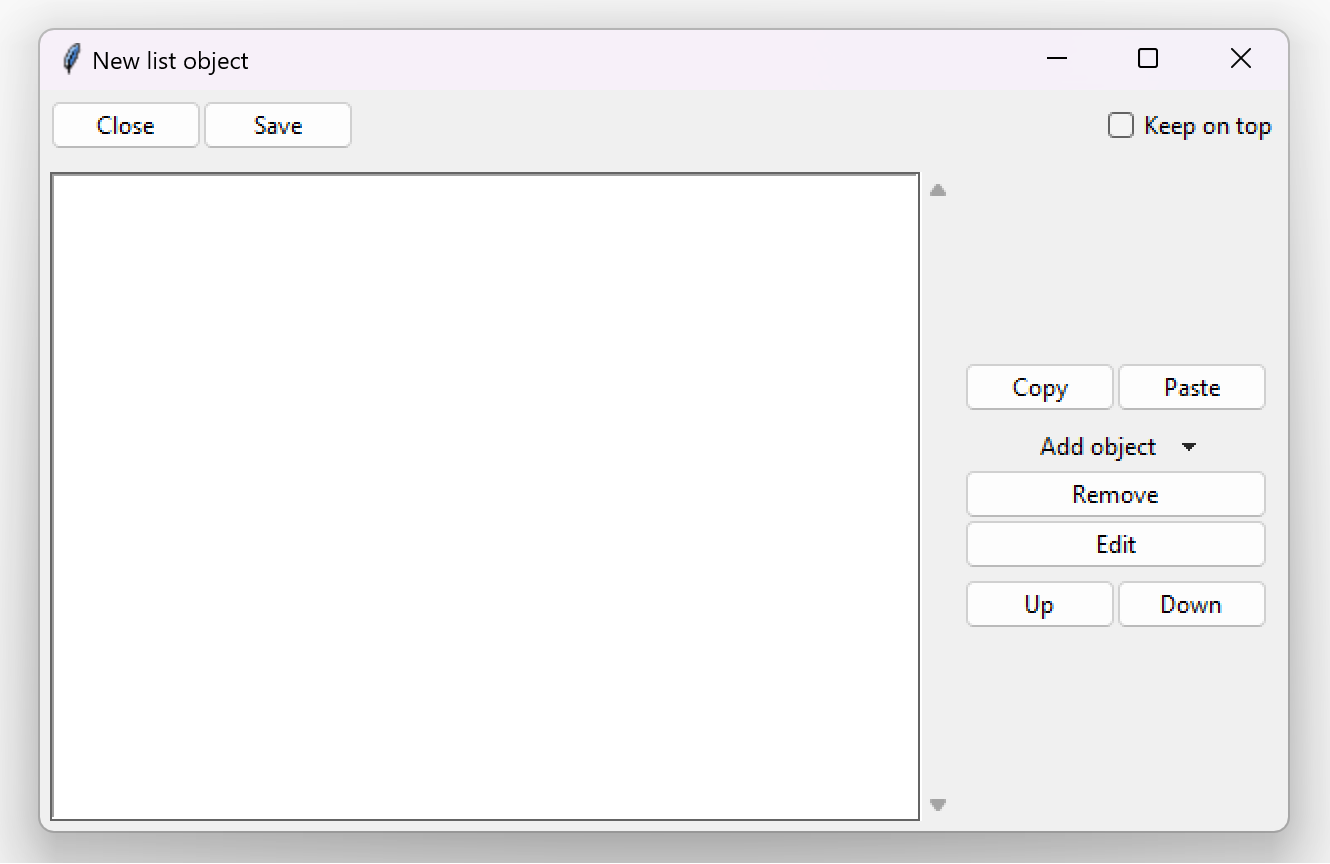 New list object
Close Save Keep on top
Copy Paste
Add object
Remove
Edit
Up Down